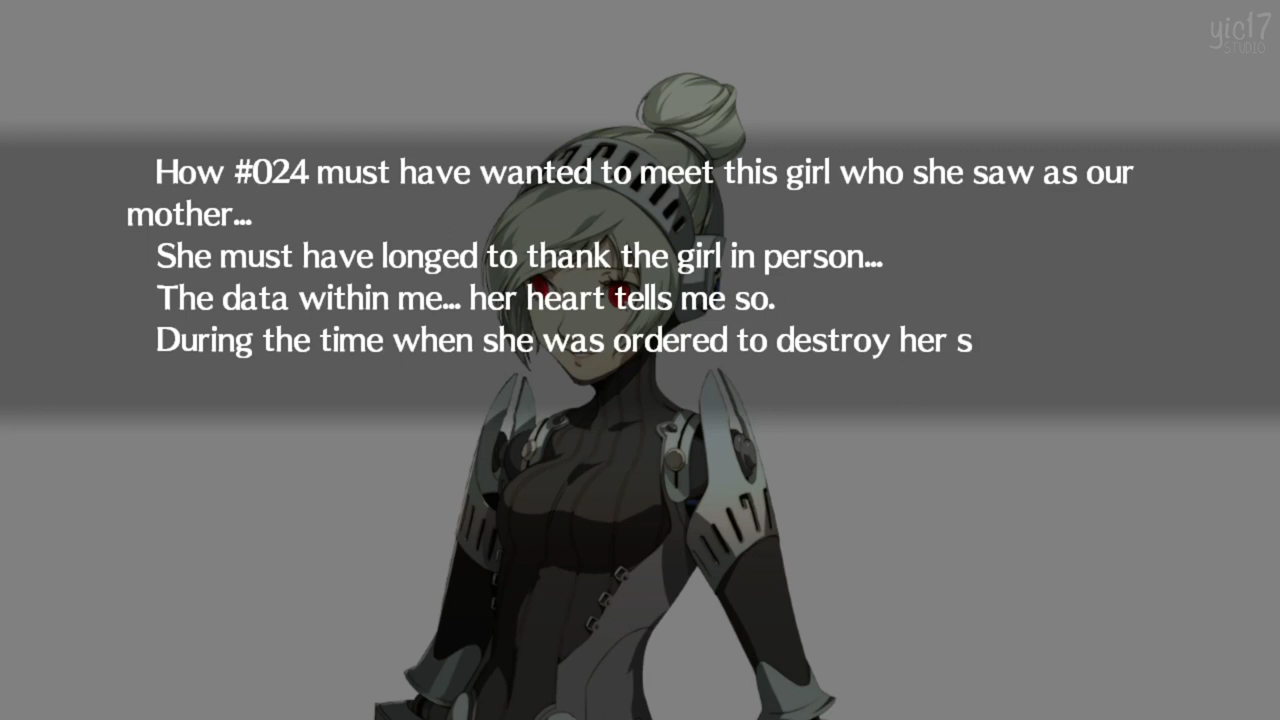 yic17
STUDIO
How #024 must have wanted to meet this girl who she saw as our
mother...
She must have longed to thank the girl in person...
The data within me... her heart tells me so.
During the time when she was ordered to destroy her s